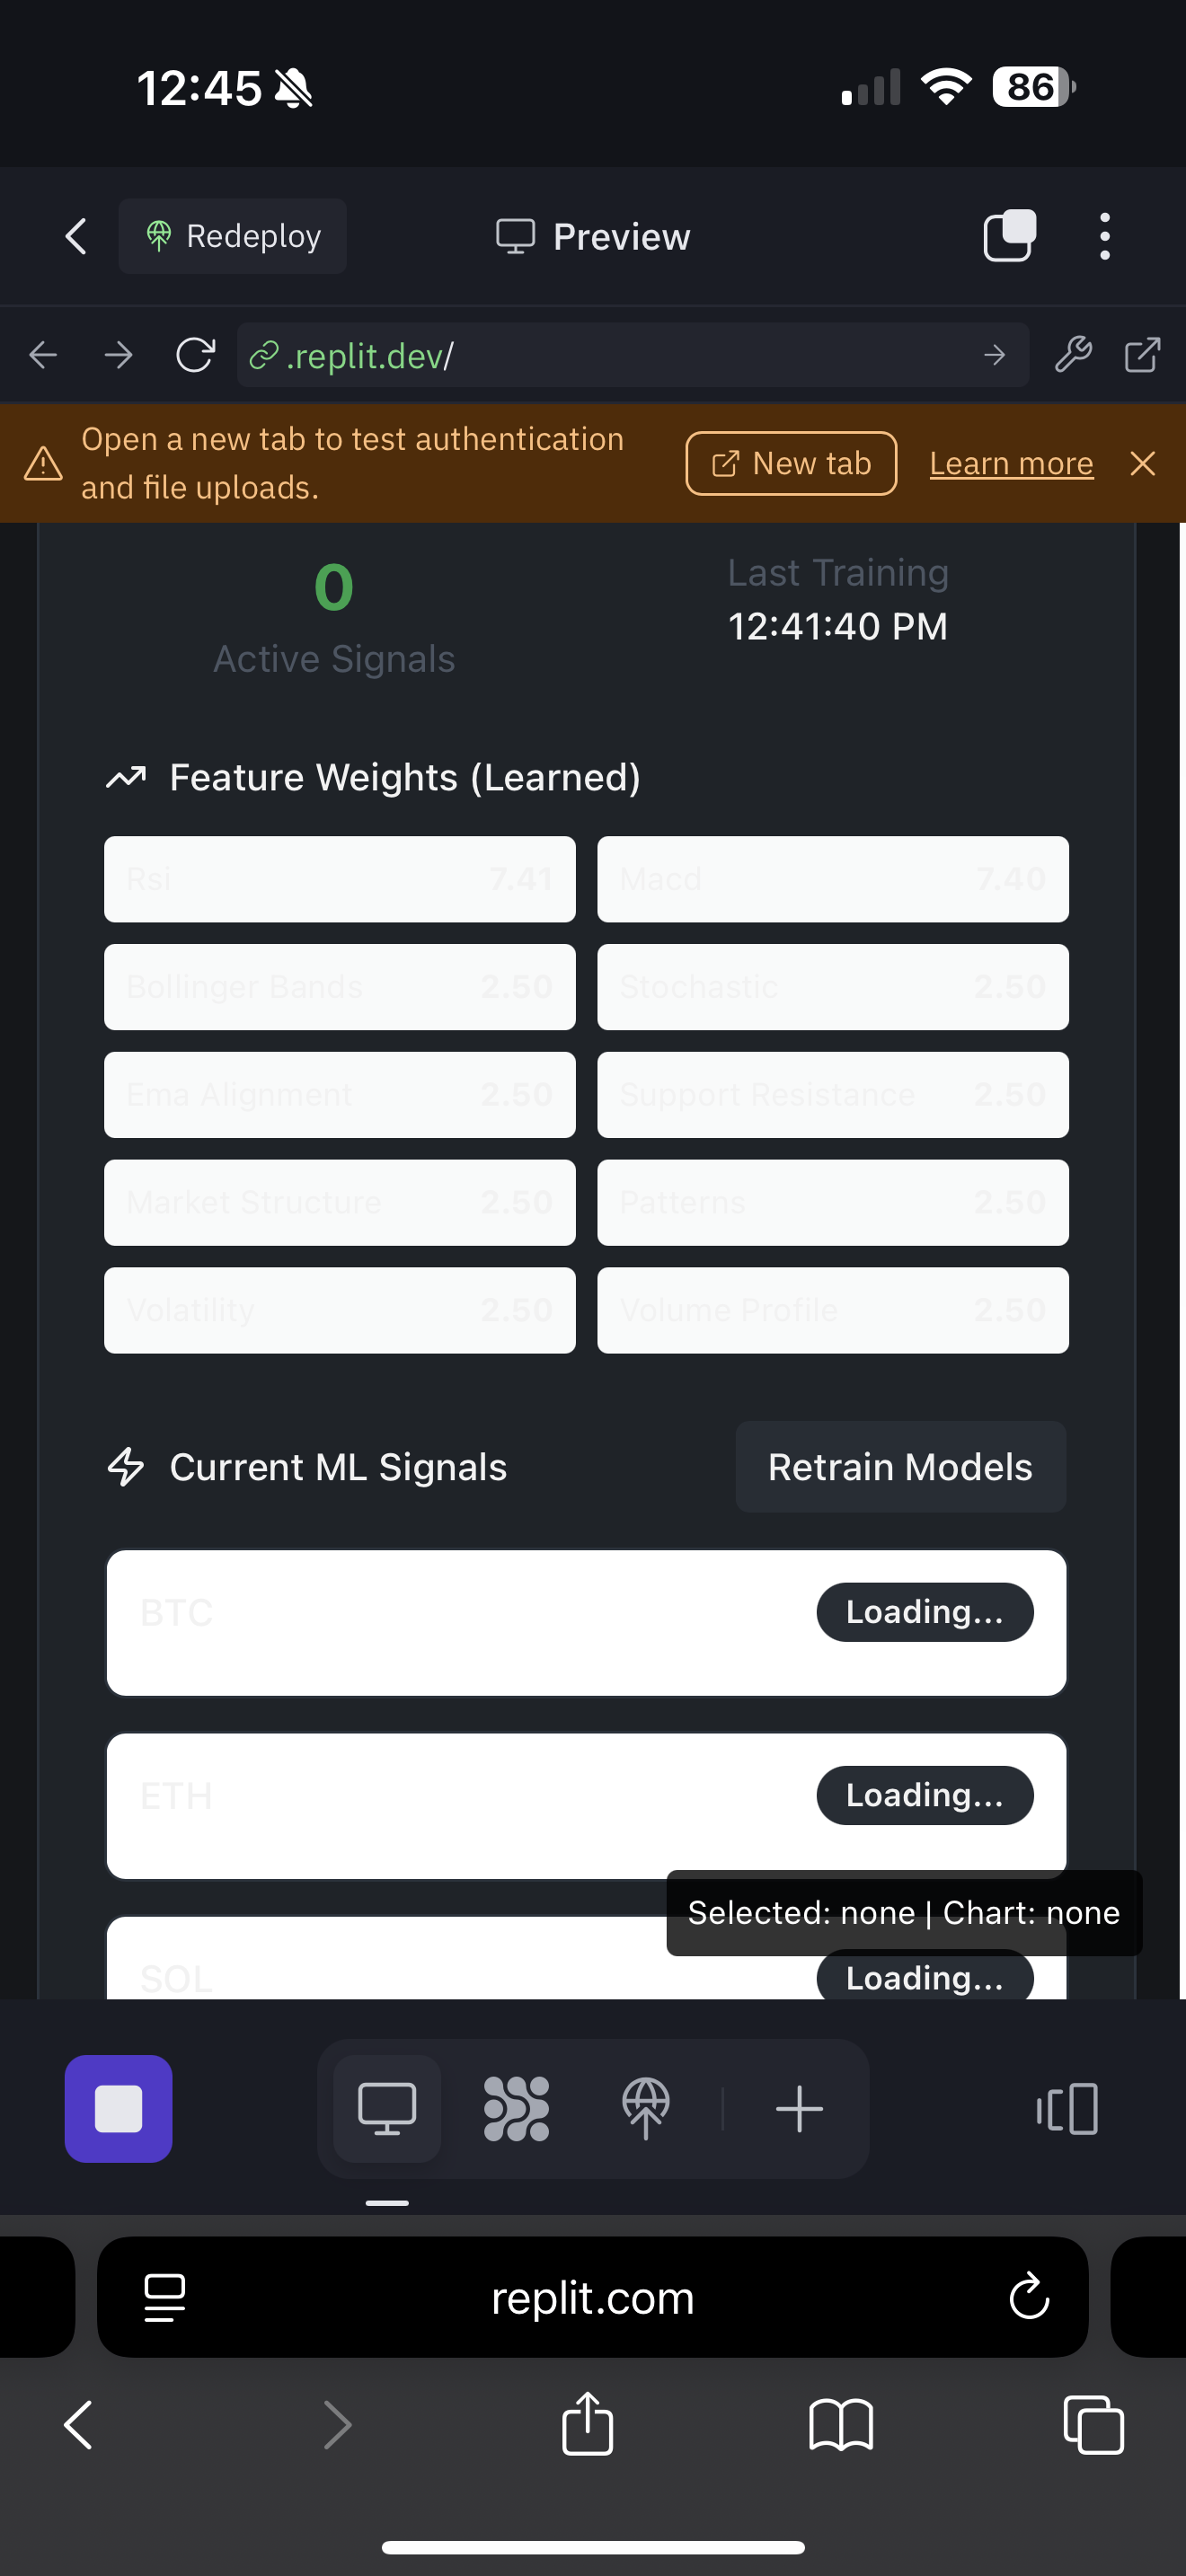 12:45
86
Redeploy
Preview
.replit.dev/
Open a new tab to test authentication
and file uploads.
New tab
Learn more
0
Active Signals
Last Training
12:41:40 PM
Feature Weights (Learned)
Rsi 7.41
Macd 7.40
Bollinger Bands 2.50
Stochastic 2.50
Ema Alignment 2.50
Support Resistance 2.50
Market Structure 2.50
Patterns 2.50
Volatility 2.50
Volume Profile 2.50
Current ML Signals
Retrain Models
BTC
Loading...
ETH
Loading...
Selected: none | Chart: none
SOL
Loading...
replit.com